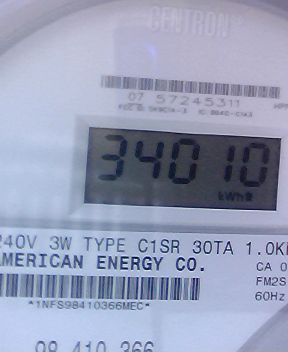 CENTRON®
07 57245311
34010
kWh
240V 3W TYPE C1SR 30TA 1.0K
AMERICAN ENERGY CO.
CA 0
FM2S
60Hz
*1NFS98410366MEC*
98 410 366